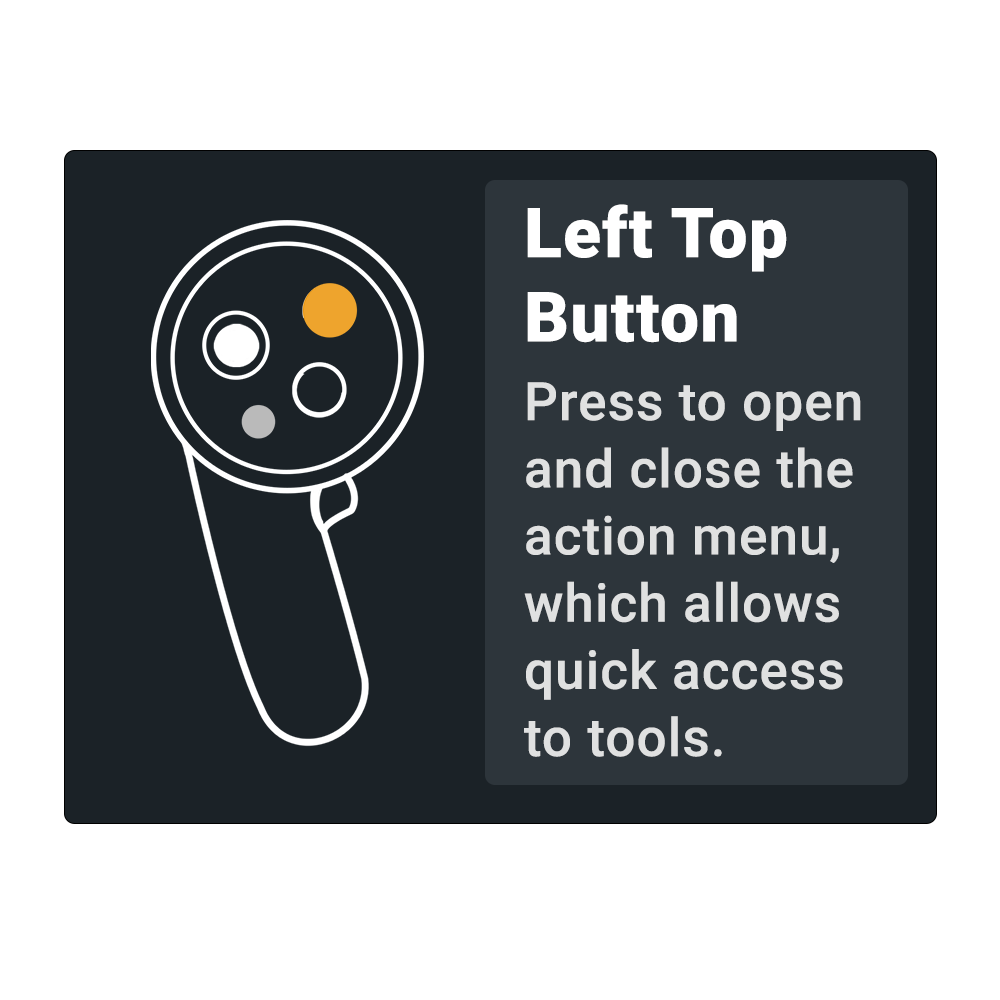 Left Top
Button
Press to open
and close the
action menu,
which allows
quick access
to tools.